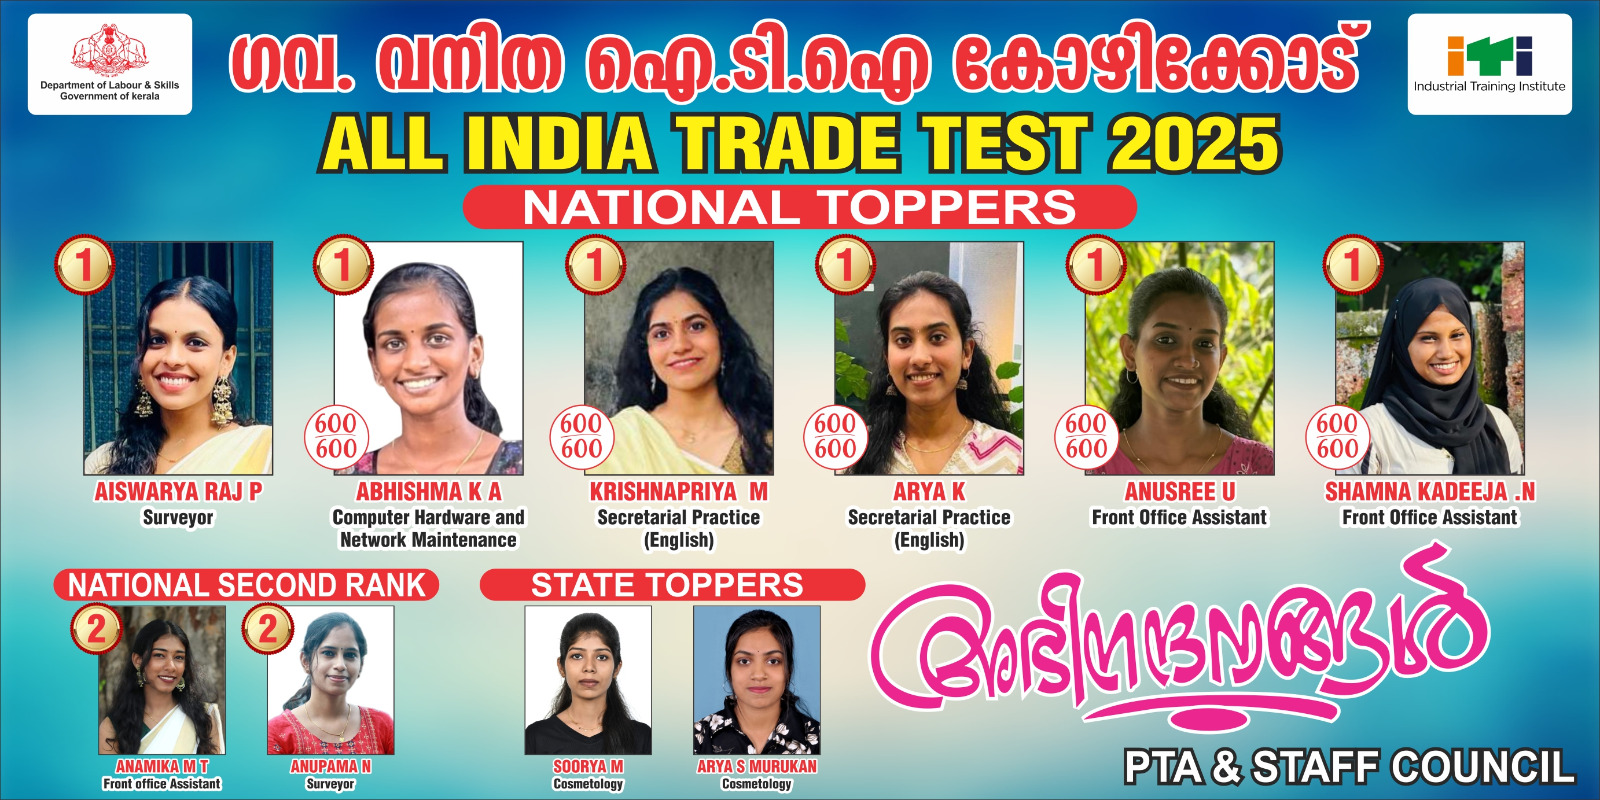 Department of Labour & Skills
Government of kerala
ഗവ. വനിത ഐ.ടി.ഐ കോഴിക്കോട്
iTi
Industrial Training Institute
ALL INDIA TRADE TEST 2025
NATIONAL TOPPERS
1
1
1
1
1
1
600
600
600
600
600
600
600
600
600
600
AISWARYA RAJ P
Surveyor
ABHISHMA K A
Computer Hardware and
Network Maintenance
KRISHNAPRIYA M
Secretarial Practice
(English)
ARYA K
Secretarial Practice
(English)
ANUSREE U
Front Office Assistant
SHAMNA KADEEJA .N
Front Office Assistant
NATIONAL SECOND RANK
2
2
ANAMIKA M T
Front office Assistant
ANUPAMA N
Surveyor
STATE TOPPERS
SOORYA M
Cosmetology
ARYA S MURUKAN
Cosmetology
അഭിനന്ദനങ്ങൾ
PTA & STAFF COUNCIL